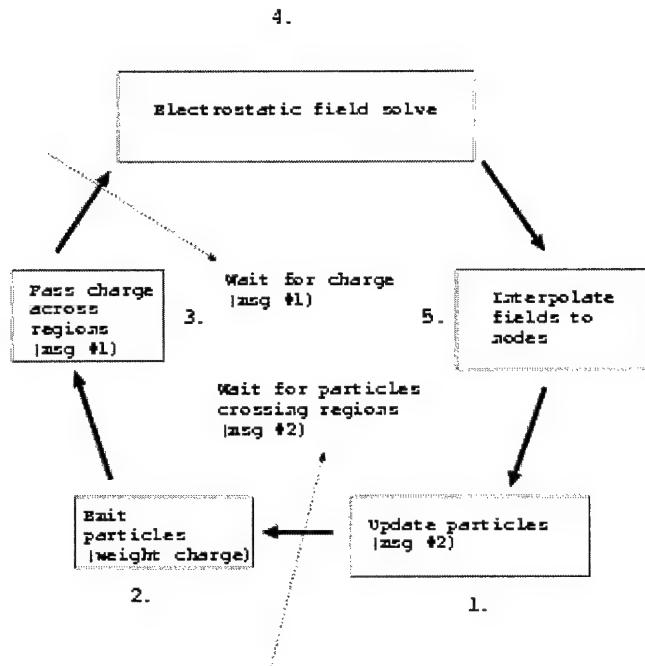 4.
Electrostatic field solve
Pass charge
across
regions
(msg #1)
3.
Wait for charge
(msg #1)
5.
Interpolate
fields to
nodes
Wait for particles
crossing regions
(msg #2)
Emit
particles
(weight charge)
Update particles
(msg #2)
2.
1.